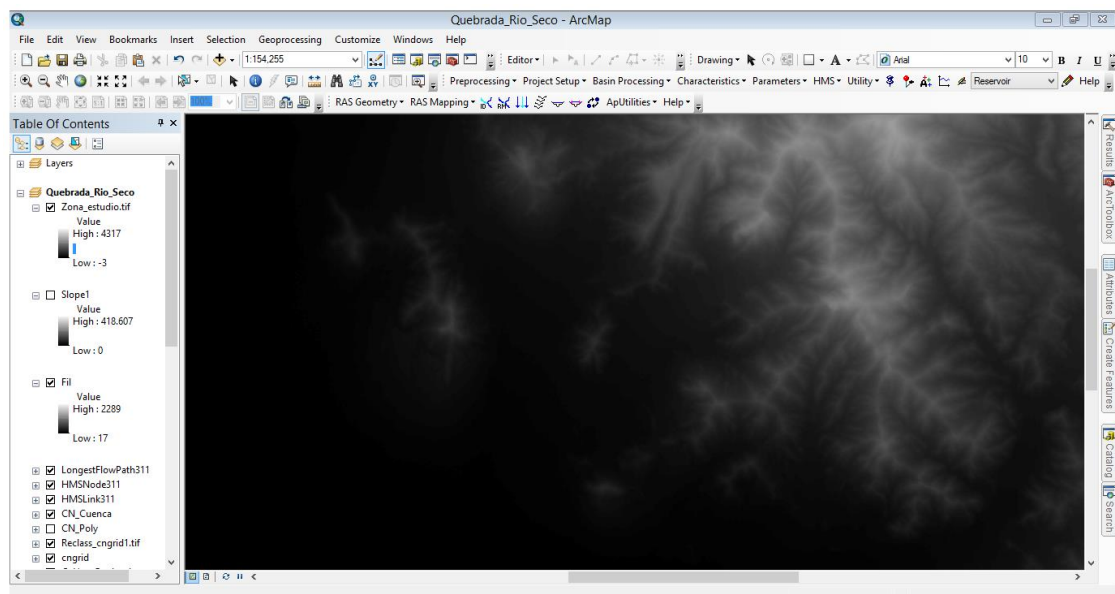 Quebrada_Rio_Seco - ArcMap
File Edit View Bookmarks Insert Selection Geoprocessing Customize Windows Help
1:154,255 Editor Drawing A Arial 10 B I U
Preprocessing Project Setup Basin Processing Characteristics Parameters HMS Utility Reservoir Help
100% RAS Geometry RAS Mapping ApUtilities Help
Table Of Contents
Layers
Quebrada_Rio_Seco
Zona_estudio.tif
Value
High : 4317
Low : -3
Slope1
Value
High : 418.607
Low : 0
Fil
Value
High : 2289
Low : 17
LongestFlowPath311
HMSNode311
HMSLink311
CN_Cuenca
CN_Poly
Reclass_cngrid1.tif
cngrid
Results
ArcToolbox
Attributes
Create Features
Catalog
Search